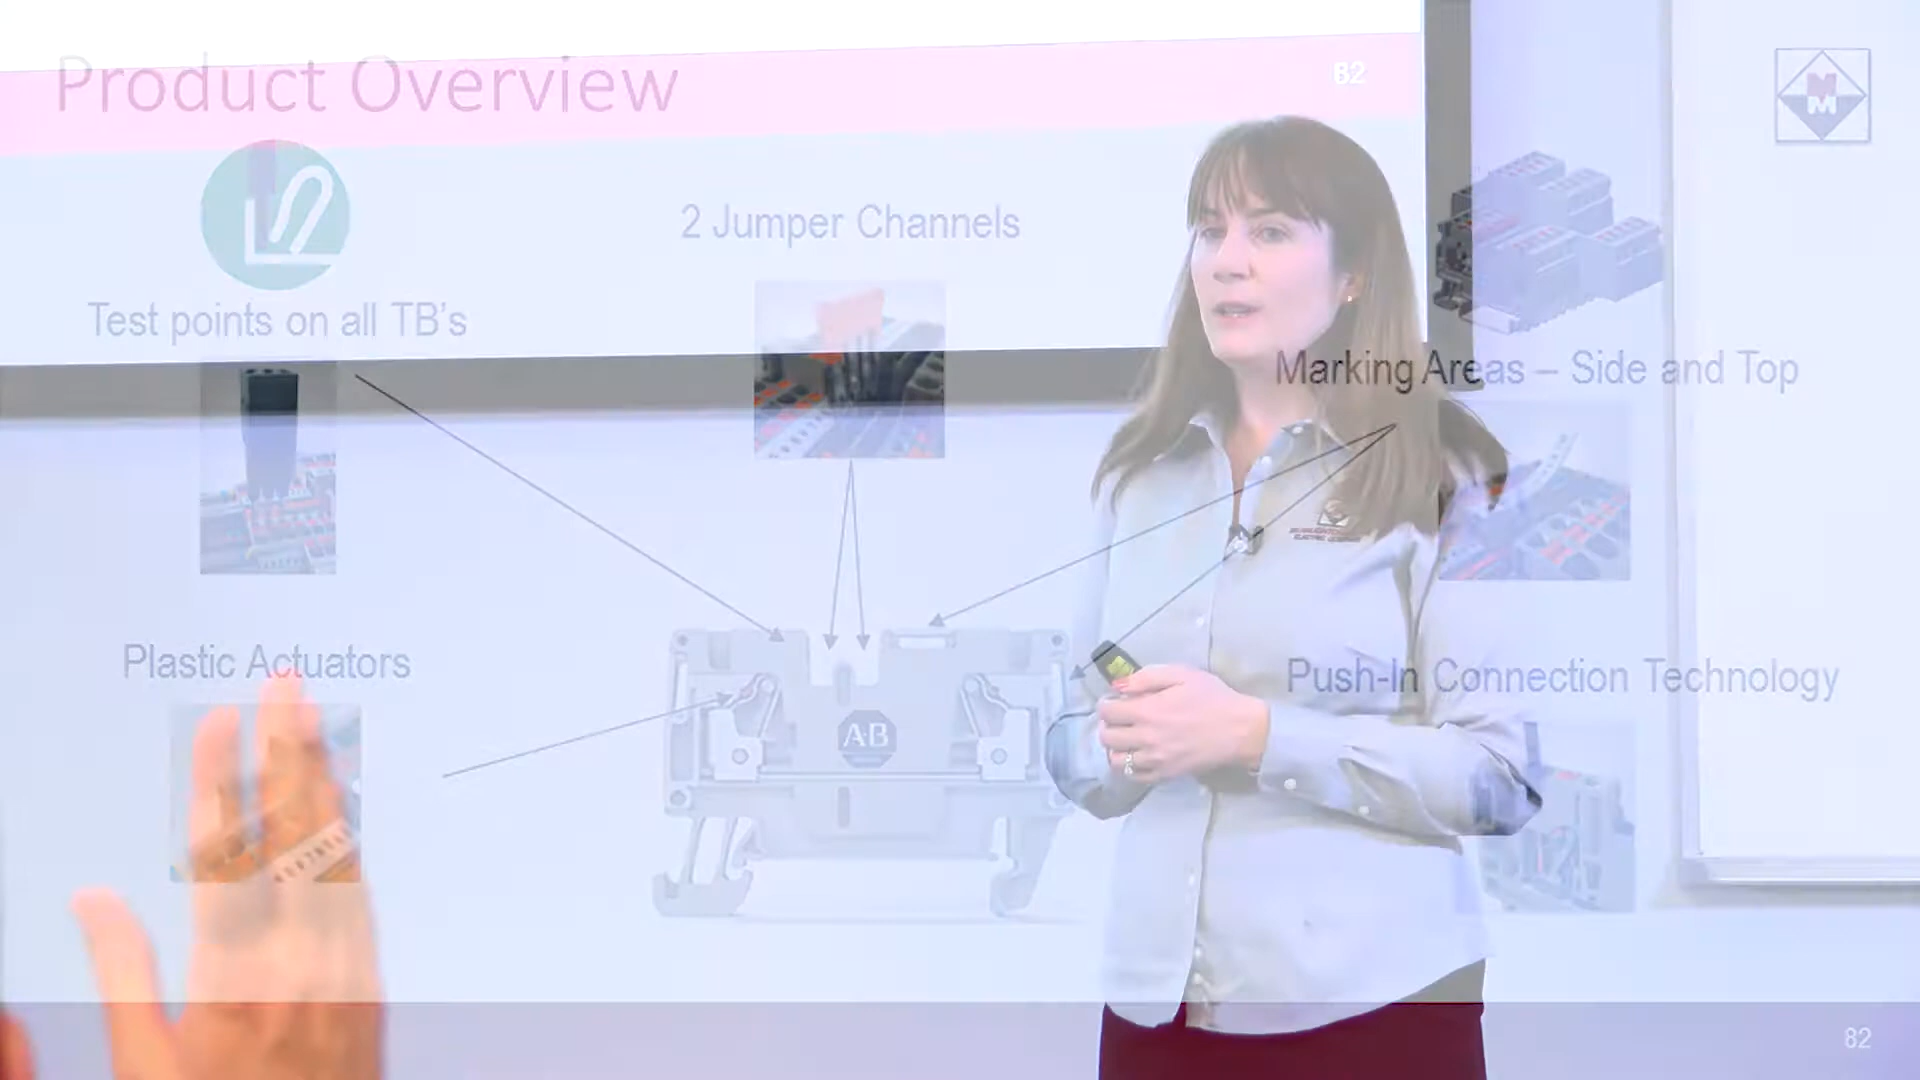 Product Overview
82
M
M
2 Jumper Channels
Test points on all TB's
Marking Areas – Side and Top
Plastic Actuators
Push-In Connection Technology
A-B
82